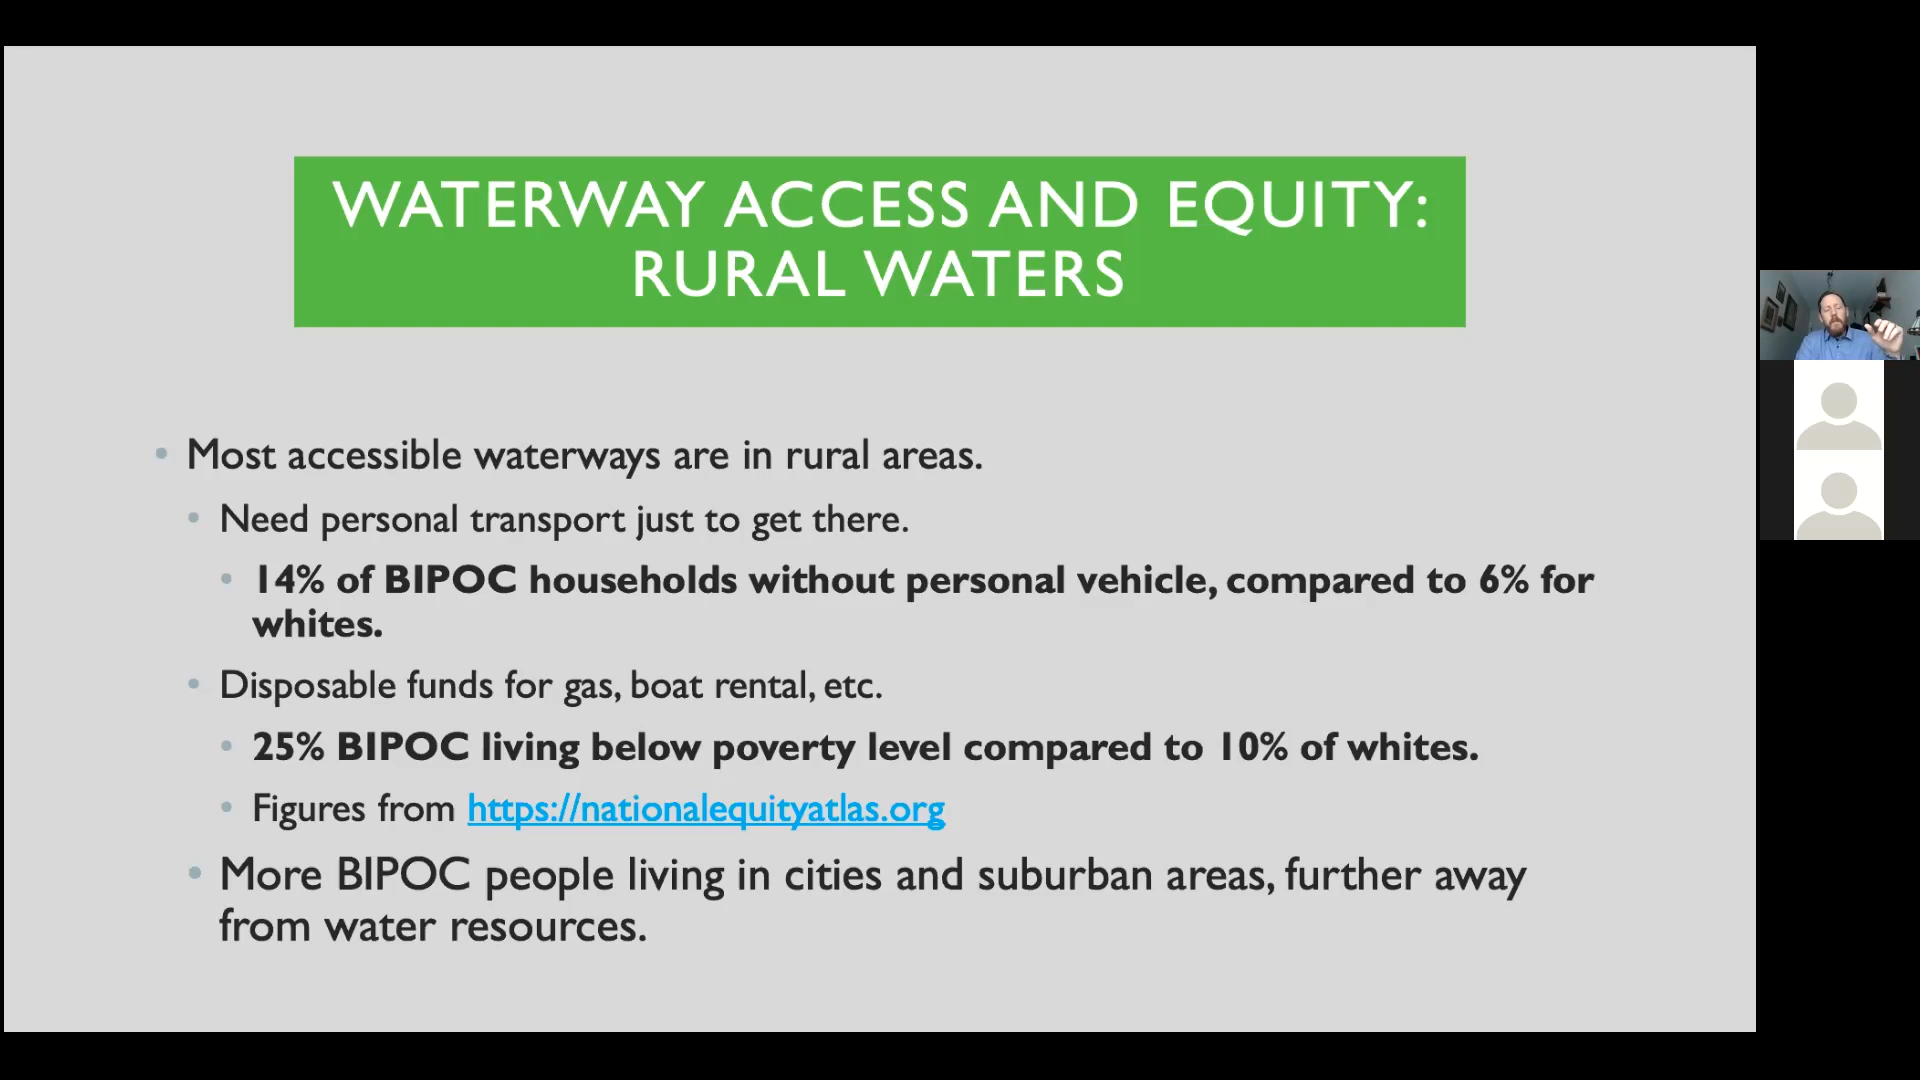 WATERWAY ACCESS AND EQUITY:
RURAL WATERS
• Most accessible waterways are in rural areas.
• Need personal transport just to get there.
• 14% of BIPOC households without personal vehicle, compared to 6% for
whites.
• Disposable funds for gas, boat rental, etc.
• 25% BIPOC living below poverty level compared to 10% of whites.
• Figures from https://nationalequityatlas.org
• More BIPOC people living in cities and suburban areas, further away
from water resources.